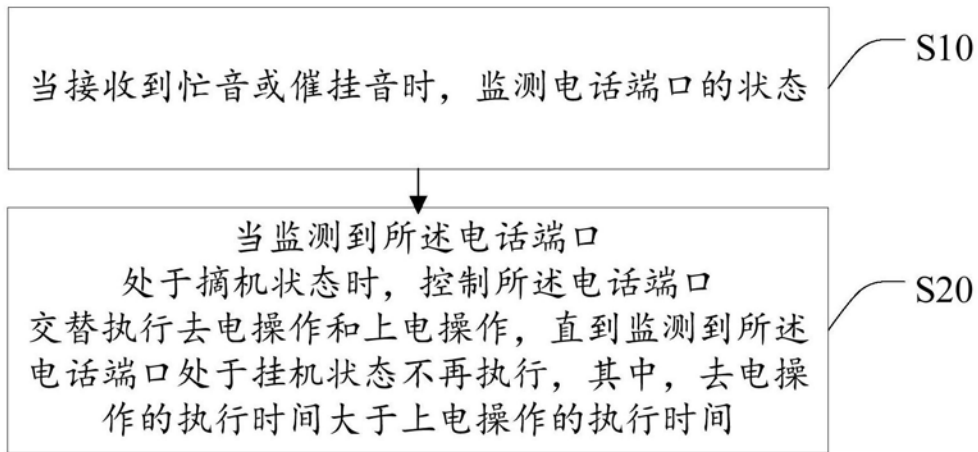 当接收到忙音或催挂音时，监测电话端口的状态
S10
当监测到所述电话端口
处于摘机状态时，控制所述电话端口
交替执行去电操作和上电操作，直到监测到所述
电话端口处于挂机状态不再执行，其中，去电操
作的执行时间大于上电操作的执行时间
S20